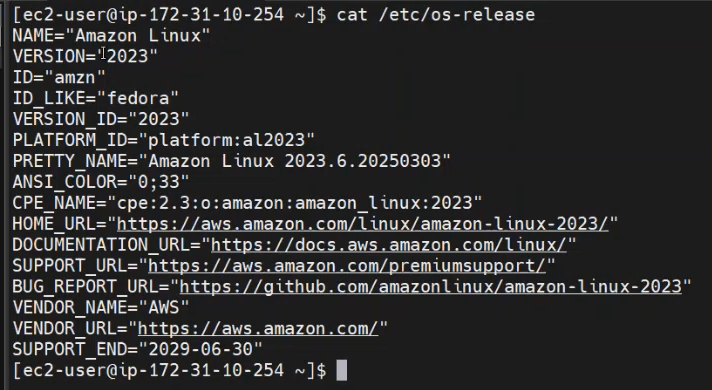 [ec2-user@ip-172-31-10-254 ~]$ cat /etc/os-release
NAME="Amazon Linux"
VERSION="2023"
ID="amzn"
ID_LIKE="fedora"
VERSION_ID="2023"
PLATFORM_ID="platform:al2023"
PRETTY_NAME="Amazon Linux 2023.6.20250303"
ANSI_COLOR="0;33"
CPE_NAME="cpe:2.3:o:amazon:amazon_linux:2023"
HOME_URL="https://aws.amazon.com/linux/amazon-linux-2023/"
DOCUMENTATION_URL="https://docs.aws.amazon.com/linux/"
SUPPORT_URL="https://aws.amazon.com/premiumsupport/"
BUG_REPORT_URL="https://github.com/amazonlinux/amazon-linux-2023"
VENDOR_NAME="AWS"
VENDOR_URL="https://aws.amazon.com/"
SUPPORT_END="2029-06-30"
[ec2-user@ip-172-31-10-254 ~]$